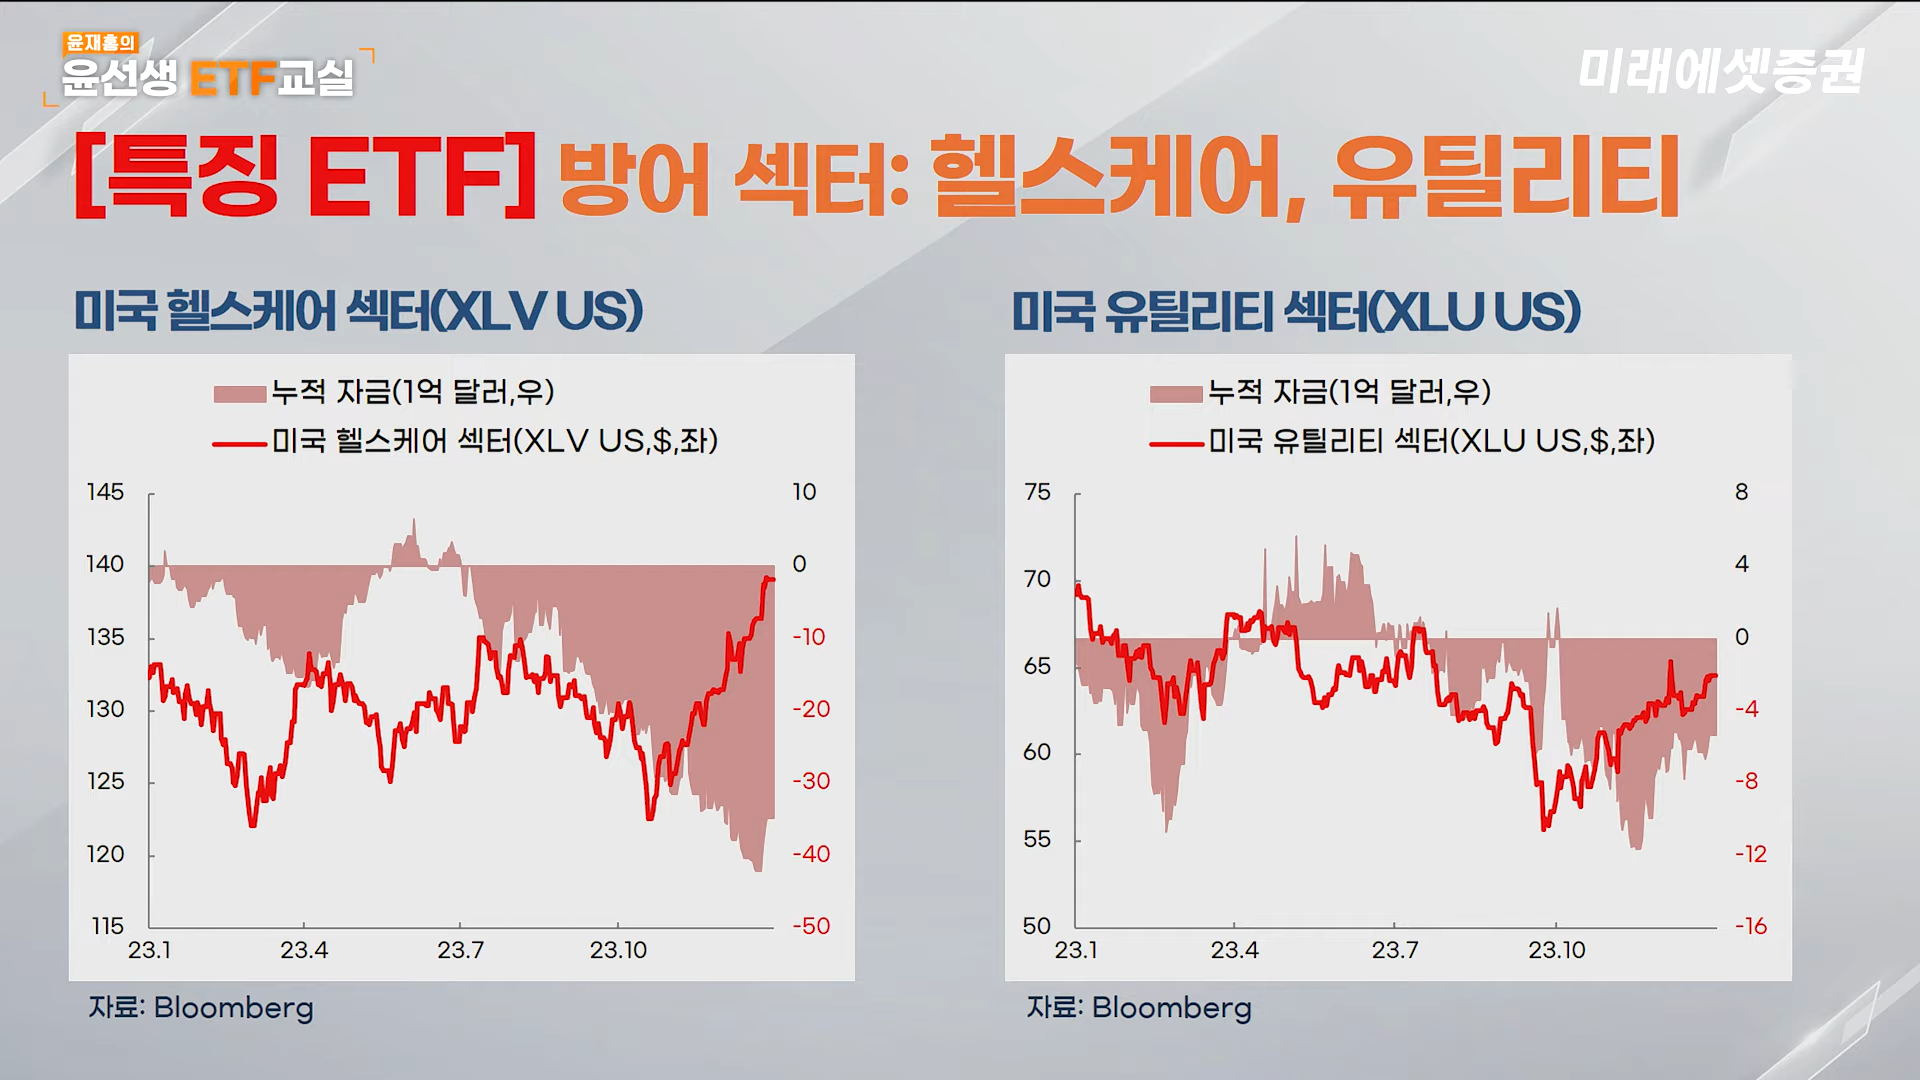 윤재홍의
윤선생 ETF교실
미래에셋증권
[특징 ETF] 방어 섹터: 헬스케어, 유틸리티
미국 헬스케어 섹터(XLV US)
누적 자금(1억 달러,우)
미국 헬스케어 섹터(XLV US,$,좌)
145
140
135
130
125
120
115
10
0
-10
-20
-30
-40
-50
23.1 23.4 23.7 23.10
자료: Bloomberg
미국 유틸리티 섹터(XLU US)
누적 자금(1억 달러,우)
미국 유틸리티 섹터(XLU US,$,좌)
75
70
65
60
55
50
8
4
0
-4
-8
-12
-16
23.1 23.4 23.7 23.10
자료: Bloomberg